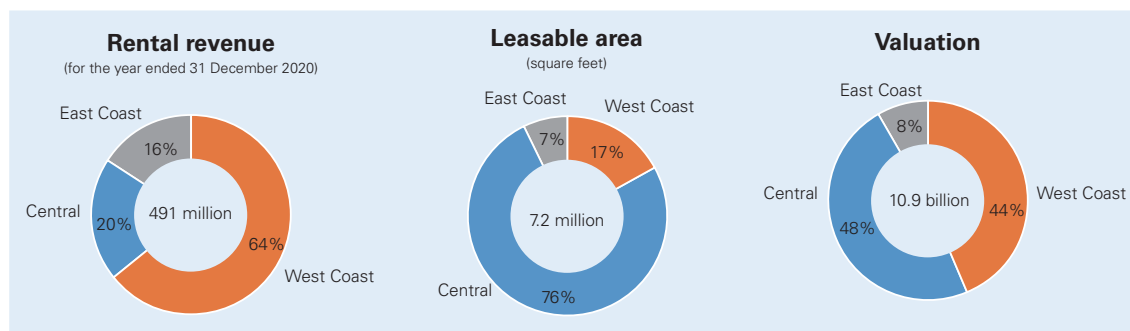 Rental revenue
(for the year ended 31 December 2020)
East Coast
16%
Central
20%
491 million
64%
West Coast
Leasable area
(square feet)
East Coast
West Coast
7%
17%
7.2 million
Central
76%
Valuation
East Coast
8%
Central
10.9 billion
West Coast
44%
48%